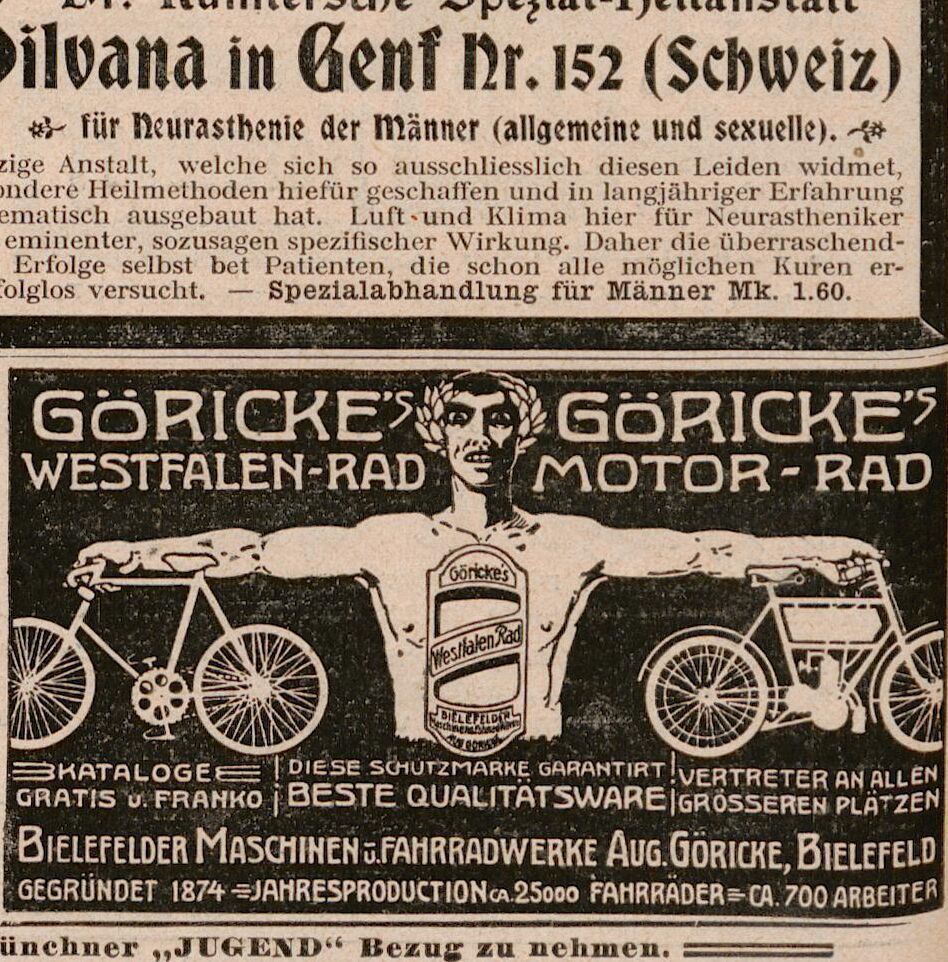 Silvana in Genf Nr. 152 (Schweiz)
für Neurasthenie der Männer (allgemeine und sexuelle).
zige Anstalt, welche sich so ausschliesslich diesen Leiden widmet,
ondere Heilmethoden hiefür geschaffen und in langjähriger Erfahrung
ematisch ausgebaut hat. Luft und Klima hier für Neurastheniker
eminenter, sozusagen spezifischer Wirkung. Daher die überraschend-
Erfolge selbst bet Patienten, die schon alle möglichen Kuren er-
folglos versucht. — Spezialabhandlung für Männer Mk. 1.60.
GÖRICKE'S GÖRICKE'S
WESTFALEN-RAD MOTOR-RAD
Göricke's
Westfalen Rad
BIELEFELDER
AUG. GÖRICKE
KATALOGE
GRATIS U. FRANKO
DIESE SCHUTZMARKE GARANTIRT
BESTE QUALITÄTSWARE
VERTRETER AN ALLEN
GRÖSSEREN PLÄTZEN
BIELEFELDER MASCHINEN U. FAHRRADWERKE AUG. GÖRICKE, BIELEFELD
GEGRÜNDET 1874 = JAHRESPRODUCTION CA. 25000 FAHRRÄDER = CA. 700 ARBEITER
ünchner „JUGEND“ Bezug zu nehmen.